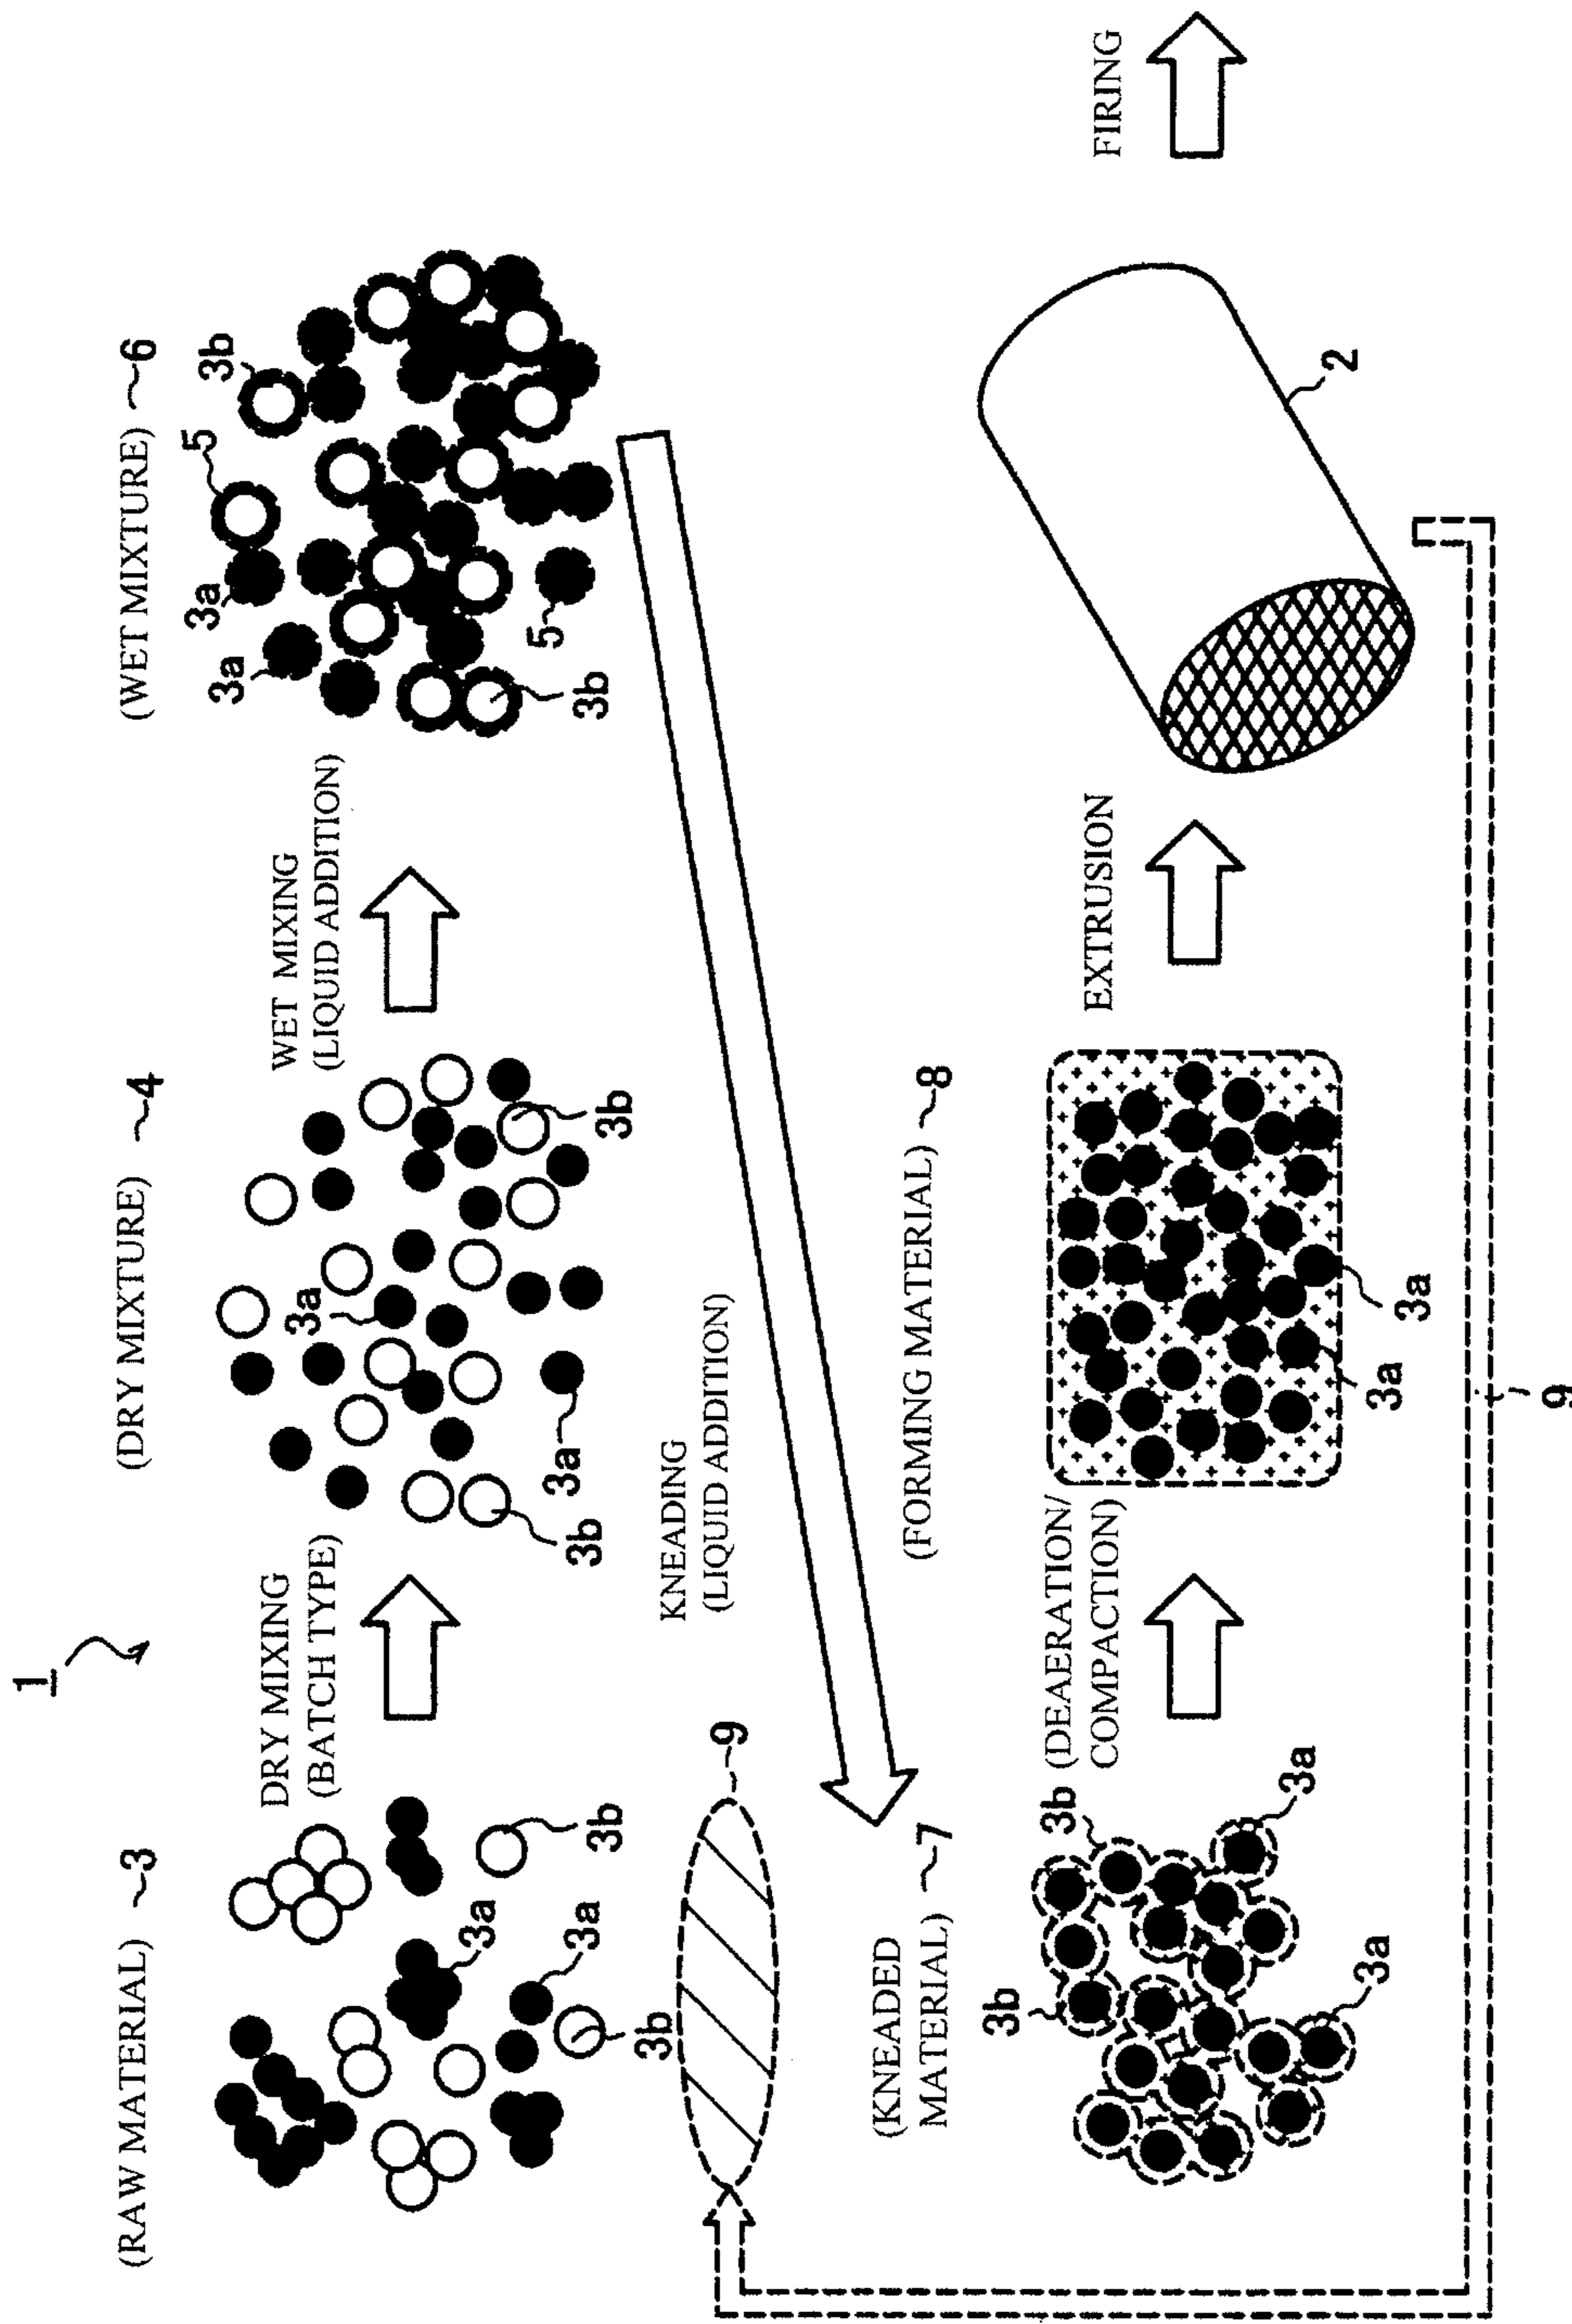 1
(RAW MATERIAL) ~3
(DRY MIXTURE) ~4
(WET MIXTURE) ~6
DRY MIXING
(BATCH TYPE)
WET MIXING
(LIQUID ADDITION)
3a
3a
3b
3b
3a
3a
3b
3b
3a
3a
5
3b
5
3b
9
KNEADING
(LIQUID ADDITION)
(KNEADED
MATERIAL) ~7
(FORMING MATERIAL) ~8
3b
3b
3a
3a
(DEAERATION/
COMPACTION)
3a
3a
EXTRUSION
2
FIRING
9